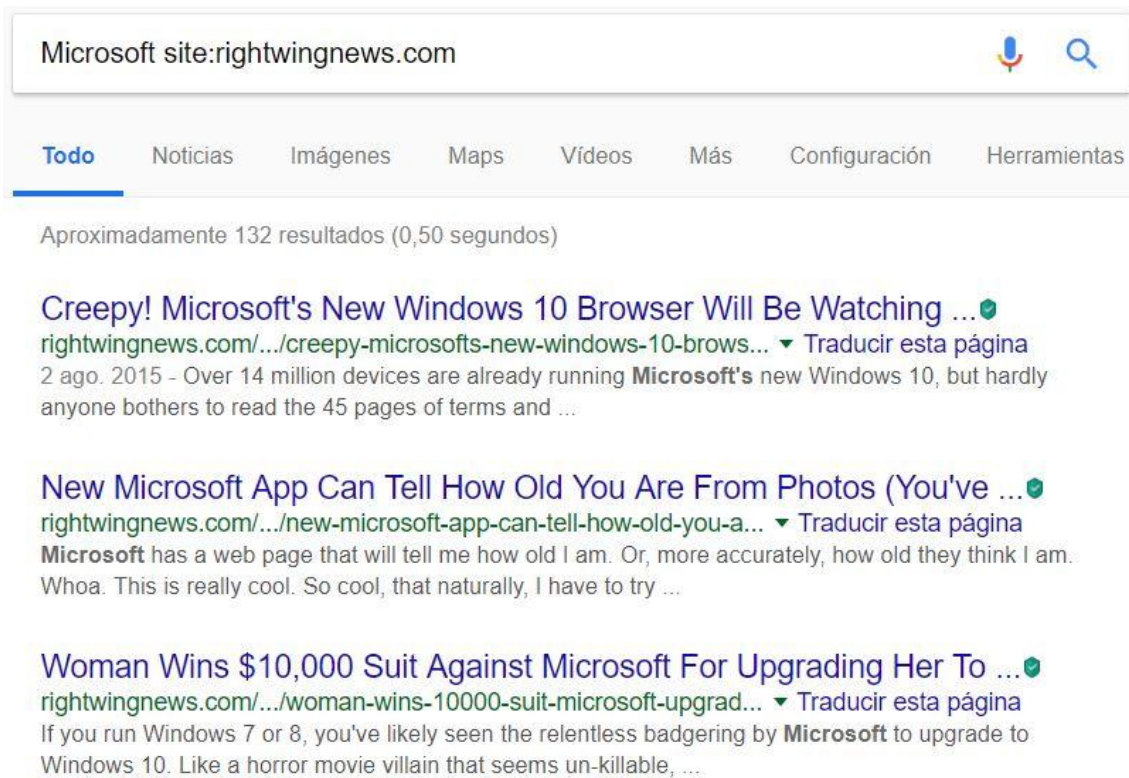 Microsoft site:rightwingnews.com
Todo Noticias Imágenes Maps Vídeos Más Configuración Herramientas
Aproximadamente 132 resultados (0,50 segundos)
Creepy! Microsoft's New Windows 10 Browser Will Be Watching ...
rightwingnews.com/.../creepy-microsofts-new-windows-10-brows... Traducir esta página
2 ago. 2015 - Over 14 million devices are already running Microsoft's new Windows 10, but hardly
anyone bothers to read the 45 pages of terms and ...
New Microsoft App Can Tell How Old You Are From Photos (You've ...
rightwingnews.com/.../new-microsoft-app-can-tell-how-old-you-a... Traducir esta página
Microsoft has a web page that will tell me how old I am. Or, more accurately, how old they think I am.
Whoa. This is really cool. So cool, that naturally, I have to try ...
Woman Wins $10,000 Suit Against Microsoft For Upgrading Her To ...
rightwingnews.com/.../woman-wins-10000-suit-microsoft-upgrad... Traducir esta página
If you run Windows 7 or 8, you've likely seen the relentless badgering by Microsoft to upgrade to
Windows 10. Like a horror movie villain that seems un-killable, ...